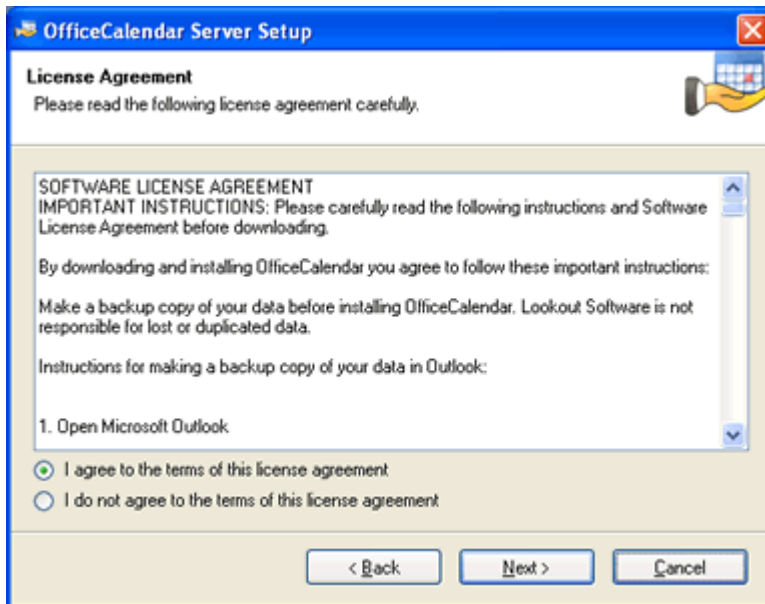 OfficeCalendar Server Setup
License Agreement
Please read the following license agreement carefully.
SOFTWARE LICENSE AGREEMENT
IMPORTANT INSTRUCTIONS: Please carefully read the following instructions and Software
License Agreement before downloading.
By downloading and installing OfficeCalendar you agree to follow these important instructions:
Make a backup copy of your data before installing OfficeCalendar. Lookout Software is not
responsible for lost or duplicated data.
Instructions for making a backup copy of your data in Outlook:
1. Open Microsoft Outlook
I agree to the terms of this license agreement
I do not agree to the terms of this license agreement
< Back Next > Cancel